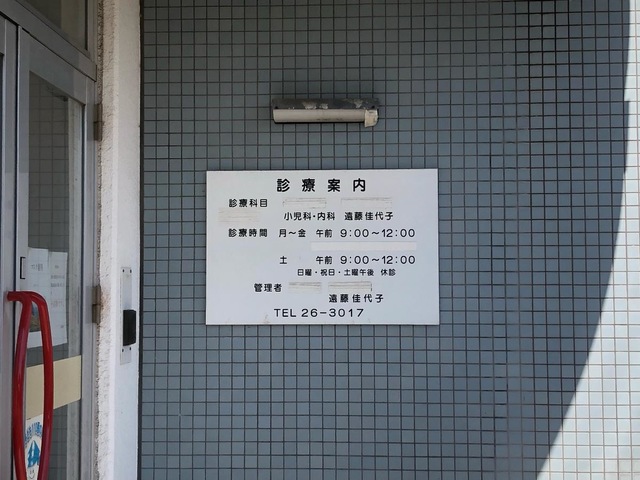 診療案内
診療科目
小児科・内科 遠藤佳代子
診療時間 月〜金 午前 9:00〜12:00
土 午前 9:00〜12:00
日曜・祝日・土曜午後 休診
管理者
遠藤佳代子
TEL 26-3017